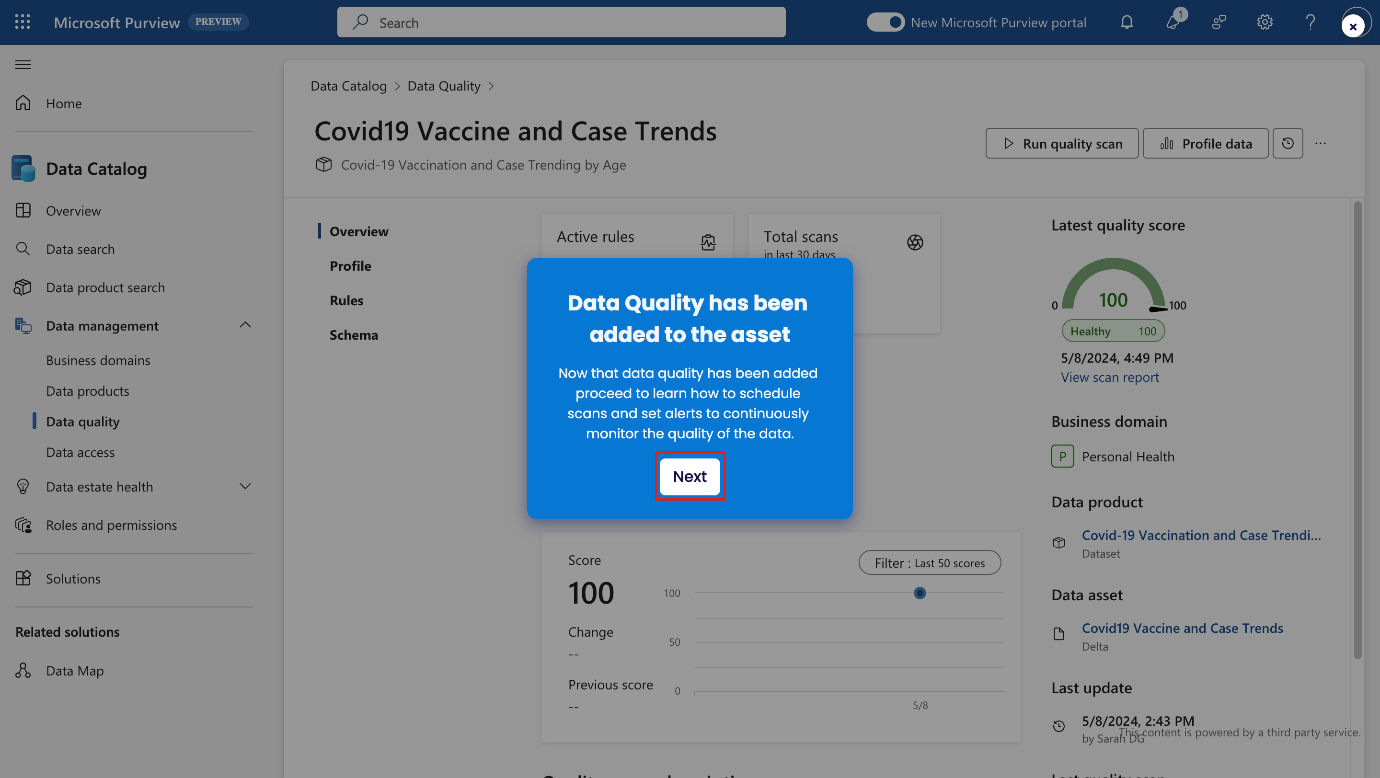 Microsoft Purview PREVIEW
Search
New Microsoft Purview portal
1
Home
Data Catalog
Overview
Data search
Data product search
Data management
Business domains
Data products
Data quality
Data access
Data estate health
Roles and permissions
Solutions
Related solutions
Data Map
Data Catalog > Data Quality >
Covid19 Vaccine and Case Trends
Covid-19 Vaccination and Case Trending by Age
Run quality scan
Profile data
Overview
Profile
Rules
Schema
Active rules
Total scans
in last 30 days
Data Quality has been
added to the asset
Now that data quality has been added
proceed to learn how to schedule
scans and set alerts to continuously
monitor the quality of the data.
Next
Score
100
Change
--
Previous score
--
Filter : Last 50 scores
100
50
0
5/8
Latest quality score
0 100 100
Healthy 100
5/8/2024, 4:49 PM
View scan report
Business domain
P Personal Health
Data product
Covid-19 Vaccination and Case Trendi...
Dataset
Data asset
Covid19 Vaccine and Case Trends
Delta
Last update
5/8/2024, 2:43 PM
by Sarah DG
This content is powered by a third party service.